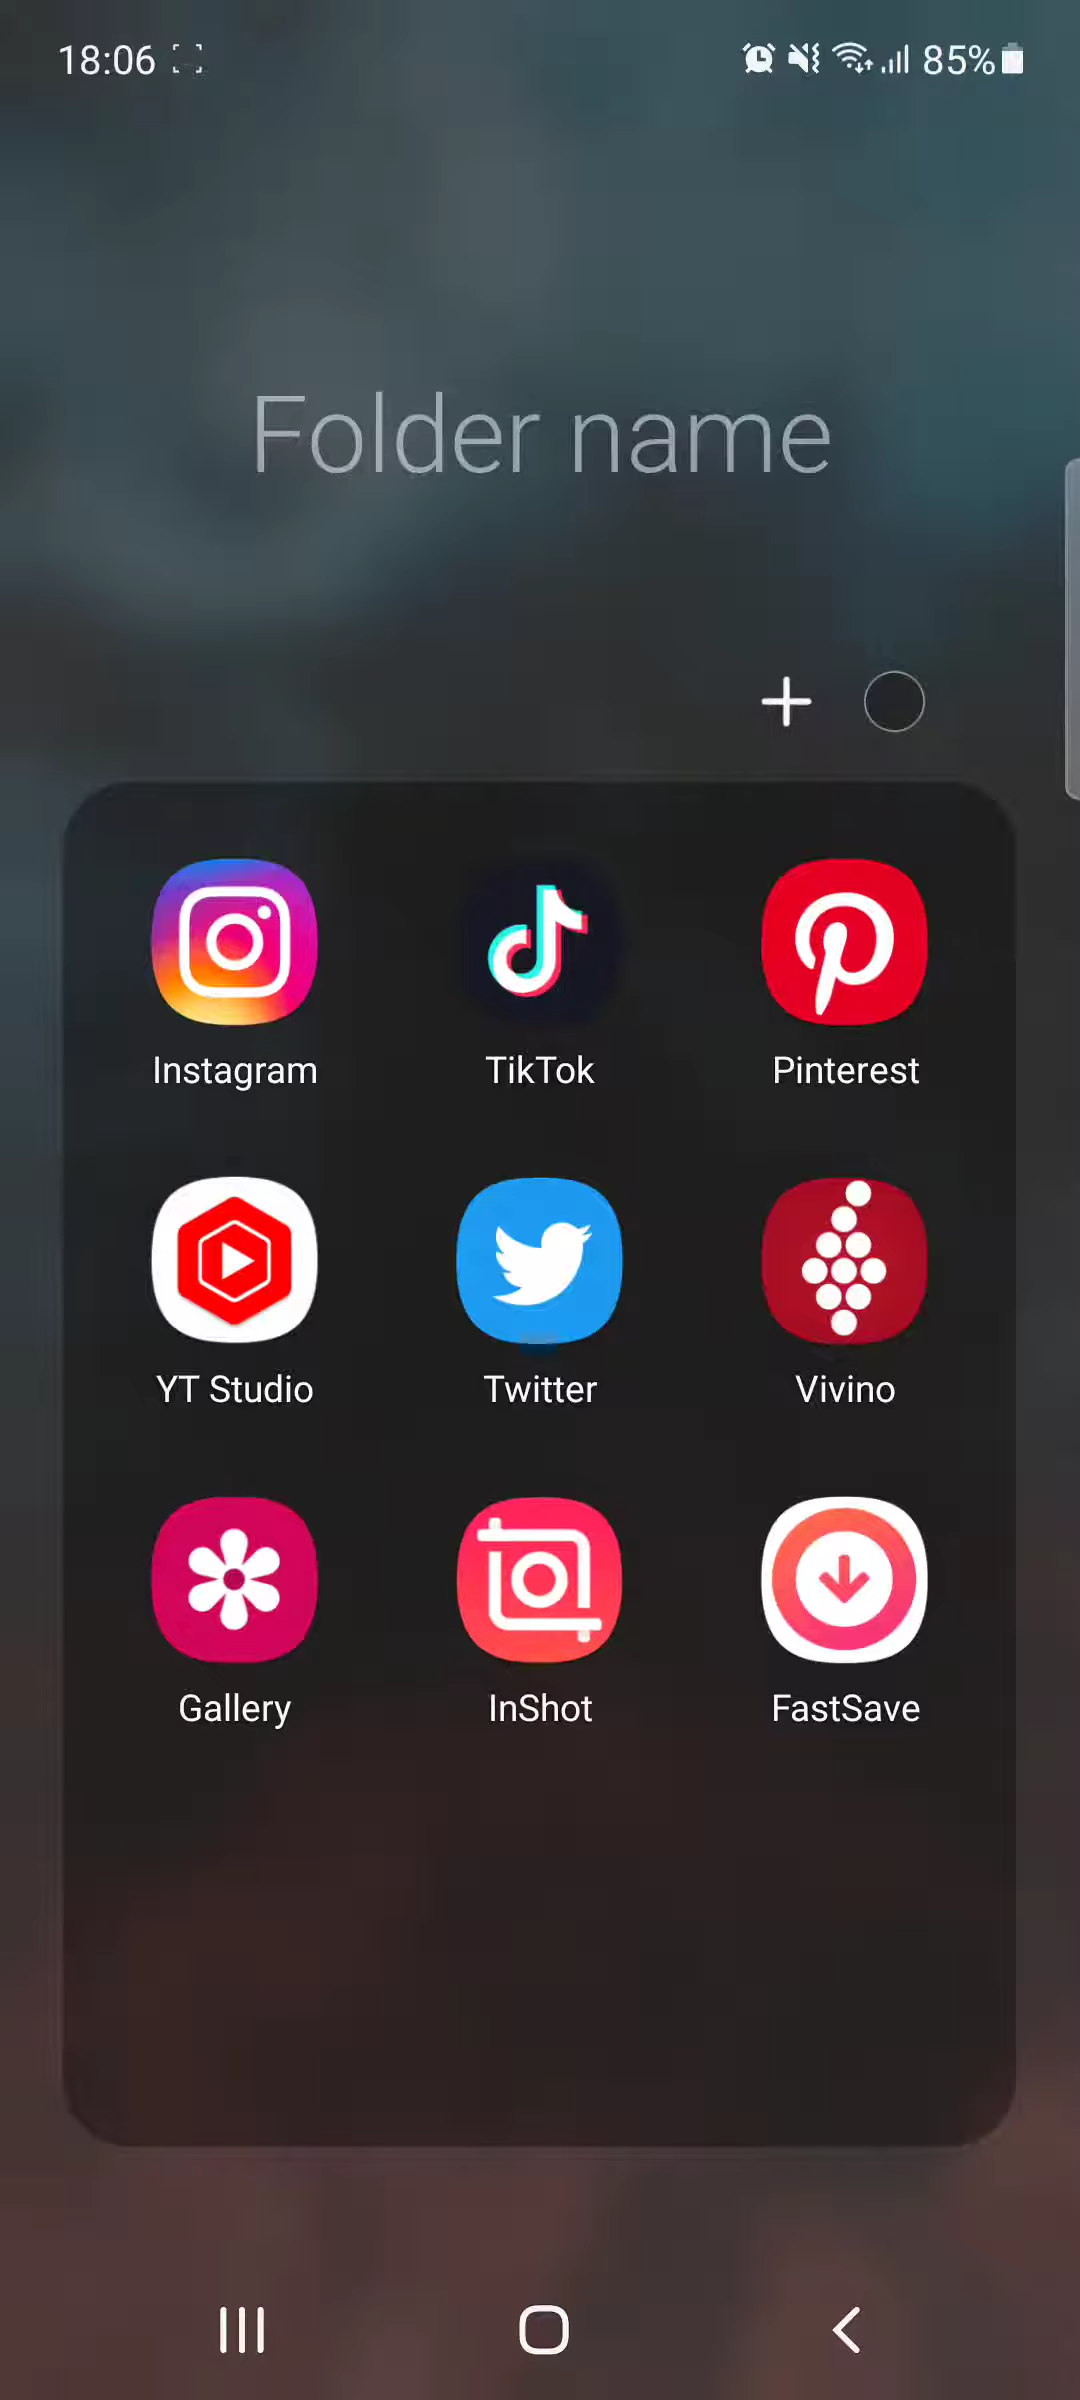 18:06 85%
Folder name
Instagram TikTok Pinterest
YT Studio Twitter Vivino
Gallery InShot FastSave